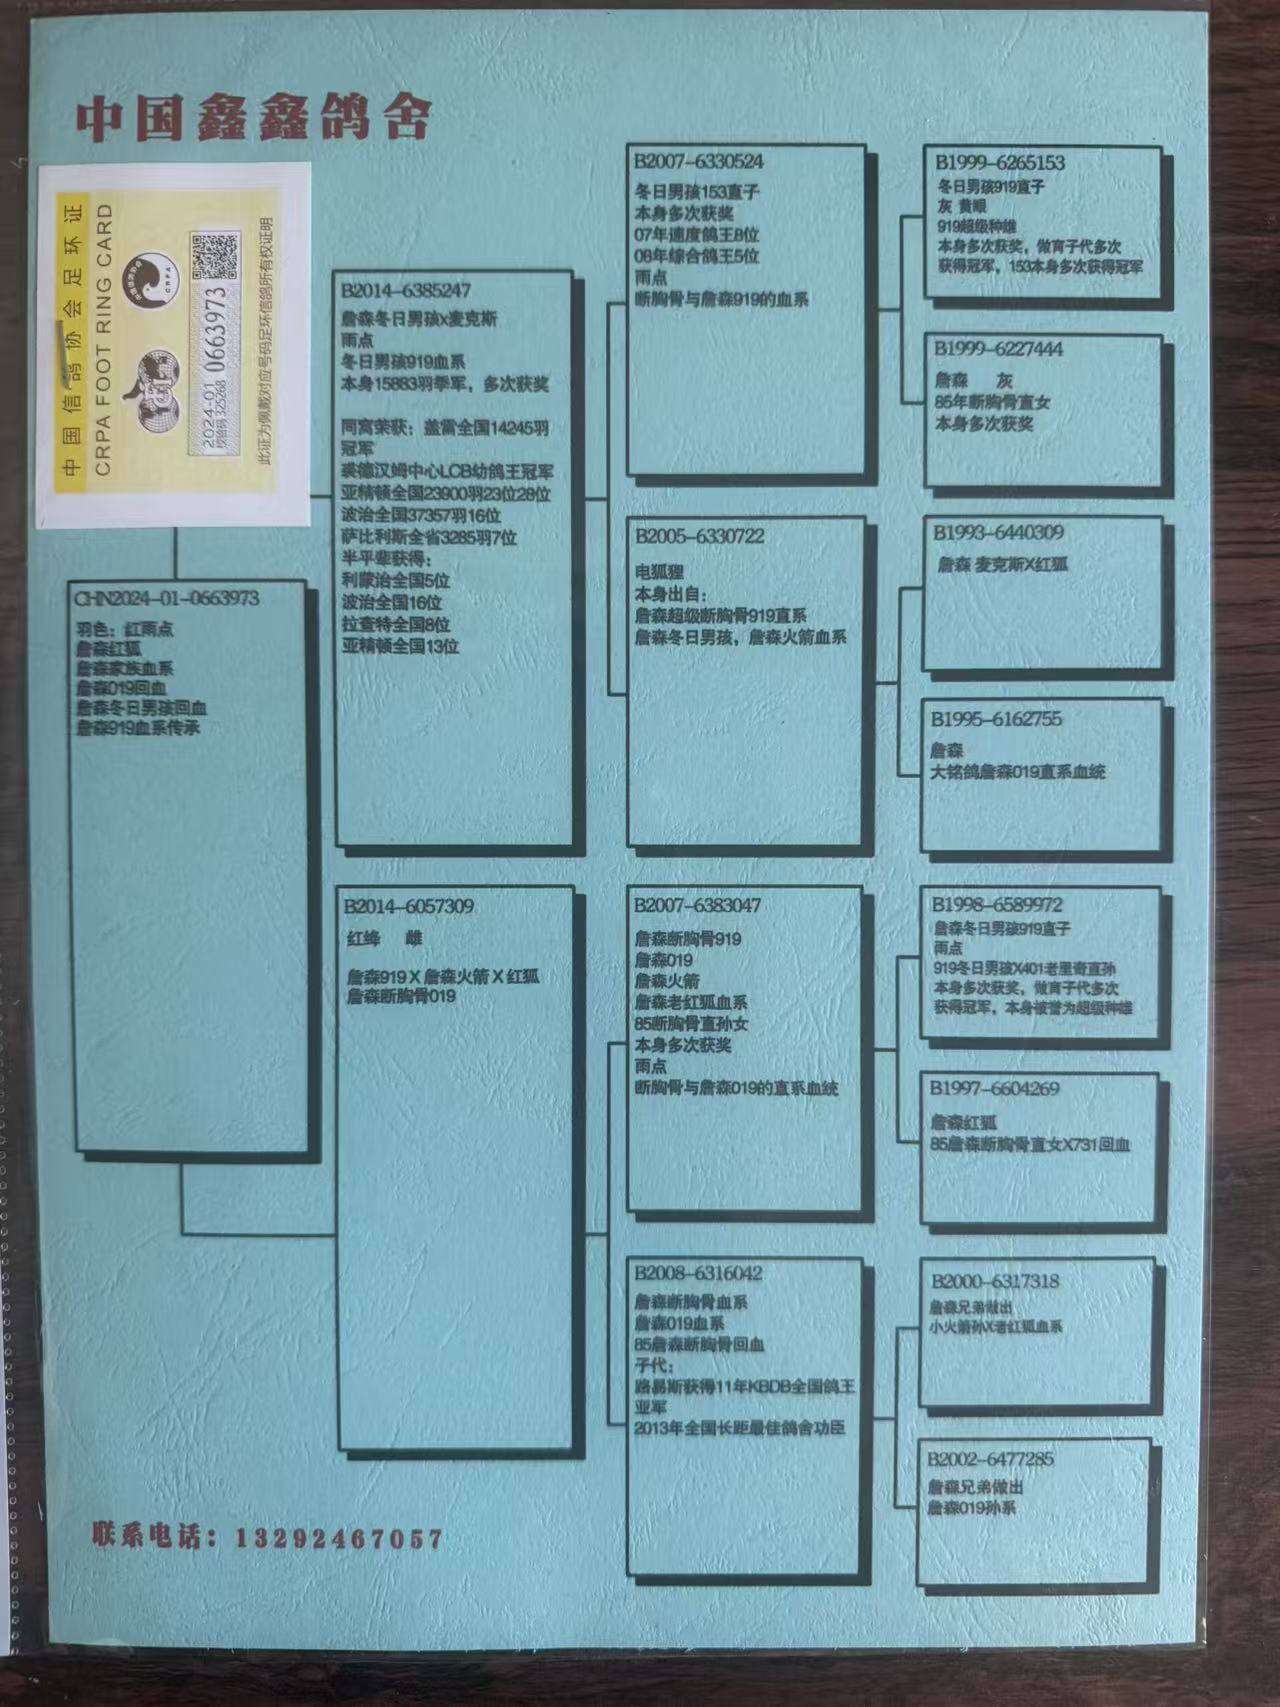 中国鑫鑫鸽舍
中国信鸽协会足环证
CRPA FOOT RING CARD
CRPA
2024-01 0663973
校验码 325268
此证为佩戴对应号码足环信鸽所有权证明
CHN2024-01-0663973
羽色：红雨点
詹森红狐
詹森家族血系
詹森019回血
詹森冬日男孩回血
詹森919血系传承
B2014-6385247
詹森冬日男孩x麦克斯
雨点
冬日男孩919血系
本身15883羽季军，多次获奖
同窝荣获：盖雷全国14245羽
冠军
裘德汉姆中心LCB幼鸽王冠军
亚精顿全国23900羽23位28位
波治全国37357羽16位
萨比利斯全省3285羽7位
半平辈获得：
利蒙治全国5位
波治全国16位
拉查特全国8位
亚精顿全国13位
B2014-6057309
红绛 雌
詹森919 X 詹森火箭 X 红狐
詹森断胸骨019
B2007-6330524
冬日男孩153直子
本身多次获奖
07年速度鸽王8位
08年综合鸽王5位
雨点
断胸骨与詹森919的血系
B2005-6330722
电狐狸
本身出自：
詹森超级断胸骨919直系
詹森冬日男孩，詹森火箭血系
B2007-6383047
詹森断胸骨919
詹森019
詹森火箭
詹森老红狐血系
85断胸骨直孙女
本身多次获奖
雨点
断胸骨与詹森019的直系血统
B2008-6316042
詹森断胸骨血系
詹森019血系
85詹森断胸骨回血
子代：
路易斯获得11年KBDB全国鸽王
亚军
2013年全国长距最佳鸽舍功臣
B1999-6265153
冬日男孩919直子
灰 黄眼
919超级种雄
本身多次获奖，做育子代多次
获得冠军，153本身多次获得冠军
B1999-6227444
詹森 灰
85年断胸骨直女
本身多次获奖
B1993-6440309
詹森 麦克斯X红狐
B1995-6162755
詹森
大铭鸽詹森019直系血统
B1998-6589972
詹森冬日男孩919直子
雨点
919冬日男孩X401老里奇直孙
本身多次获奖，做育子代多次
获得冠军，本身被誉为超级种雄
B1997-6604269
詹森红狐
85詹森断胸骨直女X731回血
B2000-6317318
詹森兄弟做出
小火箭孙X老红狐血系
B2002-6477285
詹森兄弟做出
詹森019孙系
联系电话：13292467057